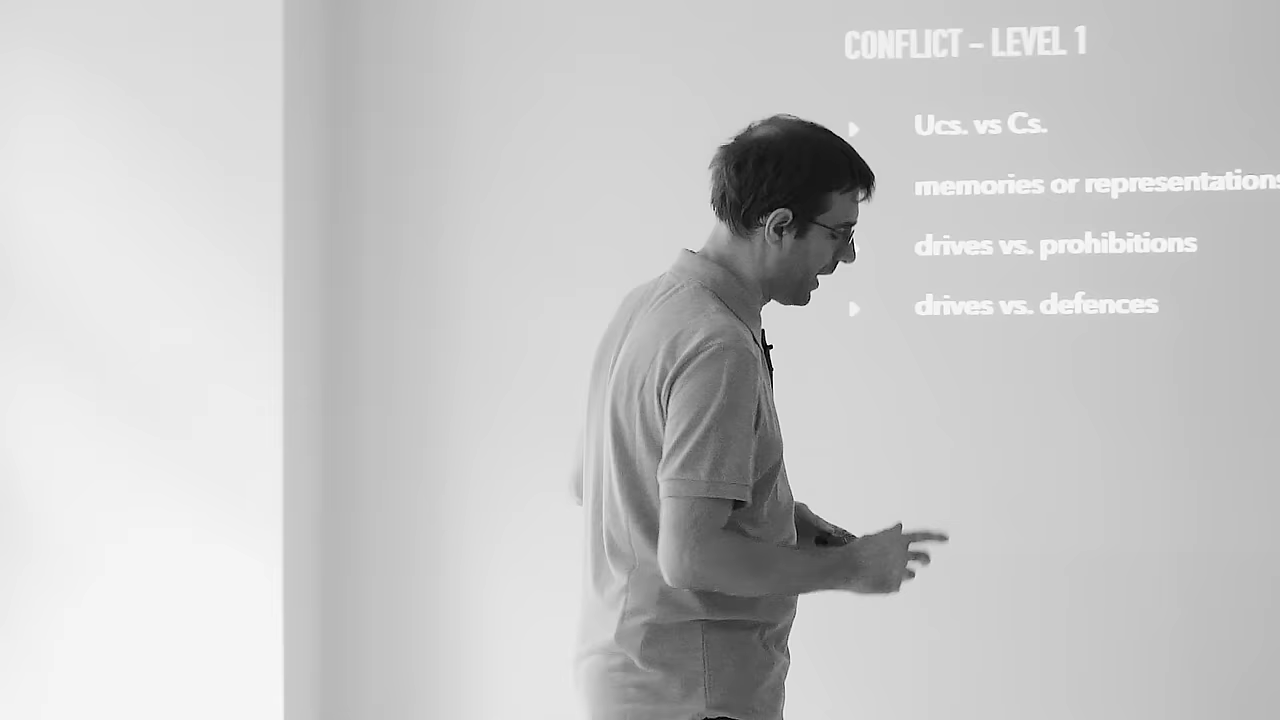 CONFLICT – LEVEL 1
Ucs. vs Cs.
memories or representations
drives vs. prohibitions
drives vs. defences